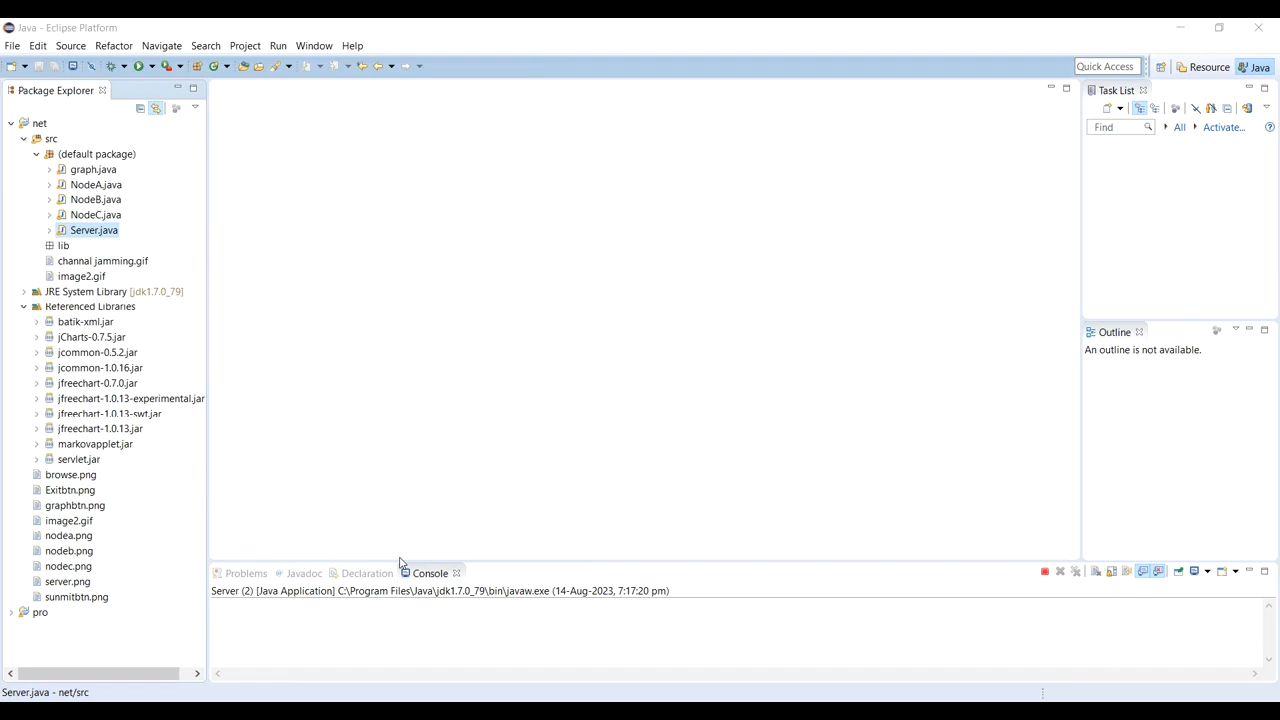 Java - Eclipse Platform
File Edit Source Refactor Navigate Search Project Run Window Help
Quick Access
Resource
Java
Package Explorer
net
src
(default package)
graph.java
NodeA.java
NodeB.java
NodeC.java
Server.java
lib
channal jamming.gif
image2.gif
JRE System Library [jdk1.7.0_79]
Referenced Libraries
batik-xml.jar
jCharts-0.7.5.jar
jcommon-0.5.2.jar
jcommon-1.0.16.jar
jfreechart-0.7.0.jar
jfreechart-1.0.13-experimental.jar
jfreechart-1.0.13-swt.jar
jfreechart-1.0.13.jar
markovapplet.jar
servlet.jar
browse.png
Exitbtn.png
graphbtn.png
image2.gif
nodea.png
nodeb.png
nodec.png
server.png
sunmitbtn.png
pro
Task List
Find All Activate...
Outline
An outline is not available.
Problems Javadoc Declaration Console
Server (2) [Java Application] C:\Program Files\Java\jdk1.7.0_79\bin\javaw.exe (14-Aug-2023, 7:17:20 pm)
Server.java - net/src